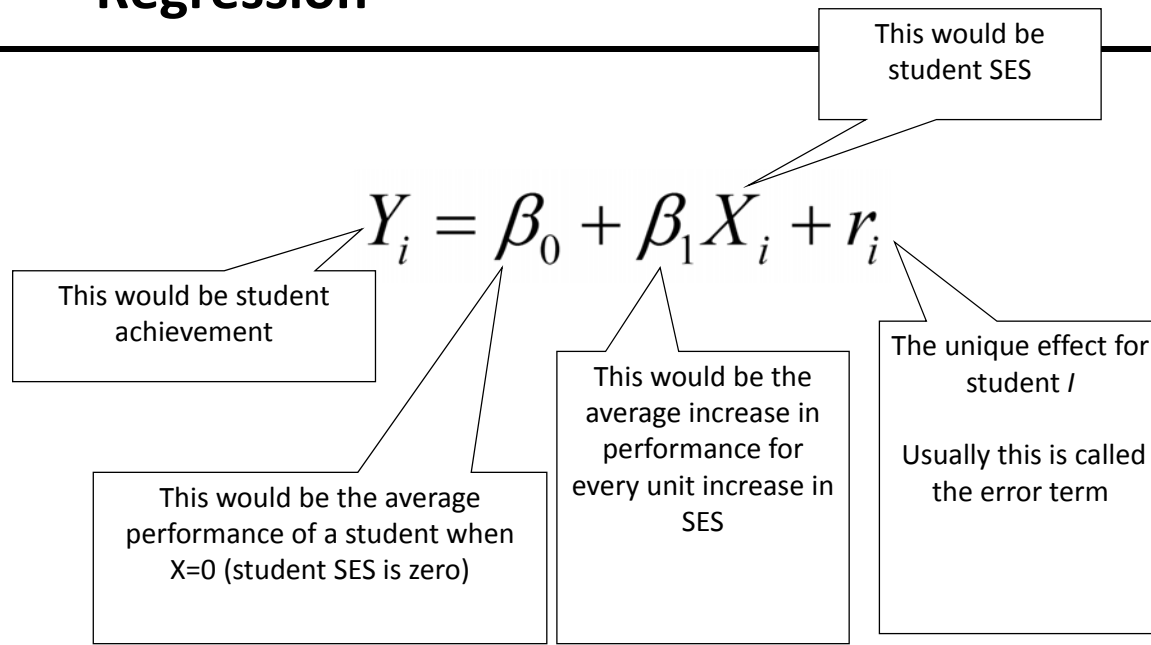 Regression
This would be
student SES
Yᵢ = β₀ + β₁Xᵢ + rᵢ
This would be student
achievement
This would be the average
performance of a student when
X=0 (student SES is zero)
This would be the
average increase in
performance for
every unit increase in
SES
The unique effect for
student I
Usually this is called
the error term